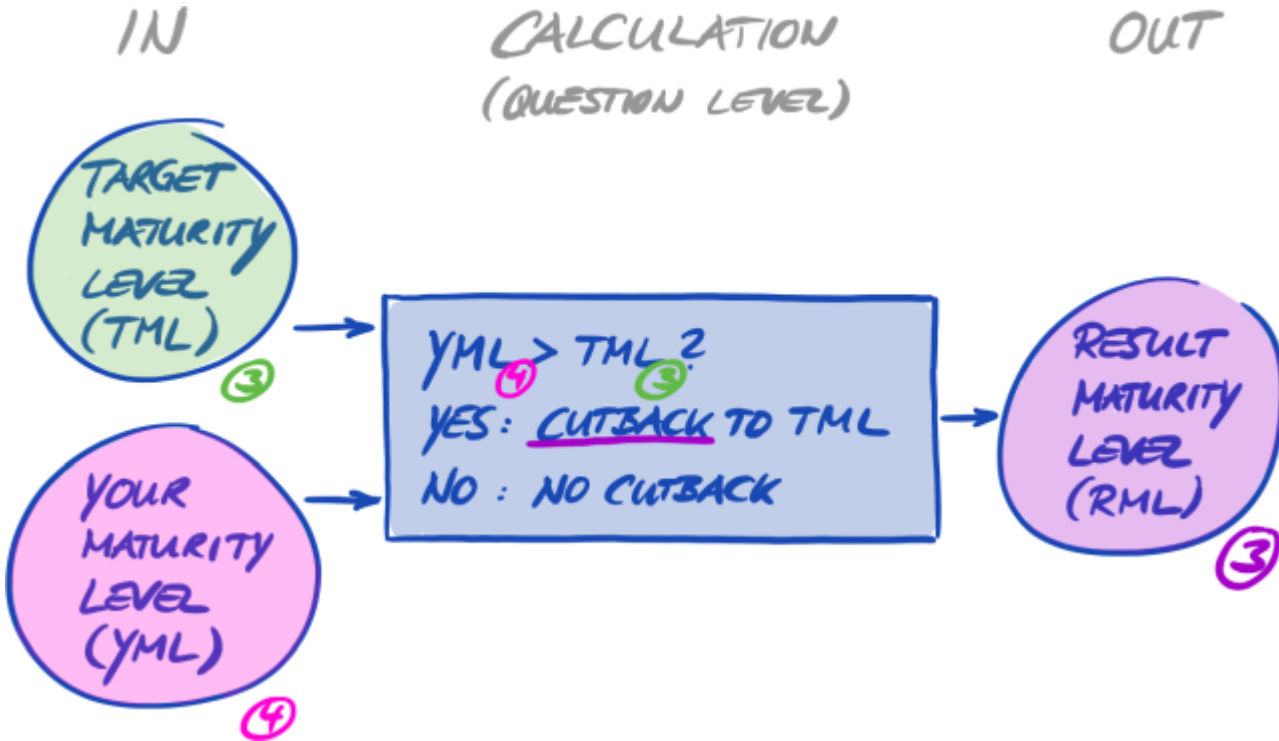 IN
CALCULATION
(QUESTION LEVEL)
OUT
TARGET
MATURITY
LEVEL
(TML)
3
YOUR
MATURITY
LEVEL
(YML)
4
YML > TML?
4 3
YES: CUTBACK TO TML
NO: NO CUTBACK
RESULT
MATURITY
LEVEL
(RML)
3